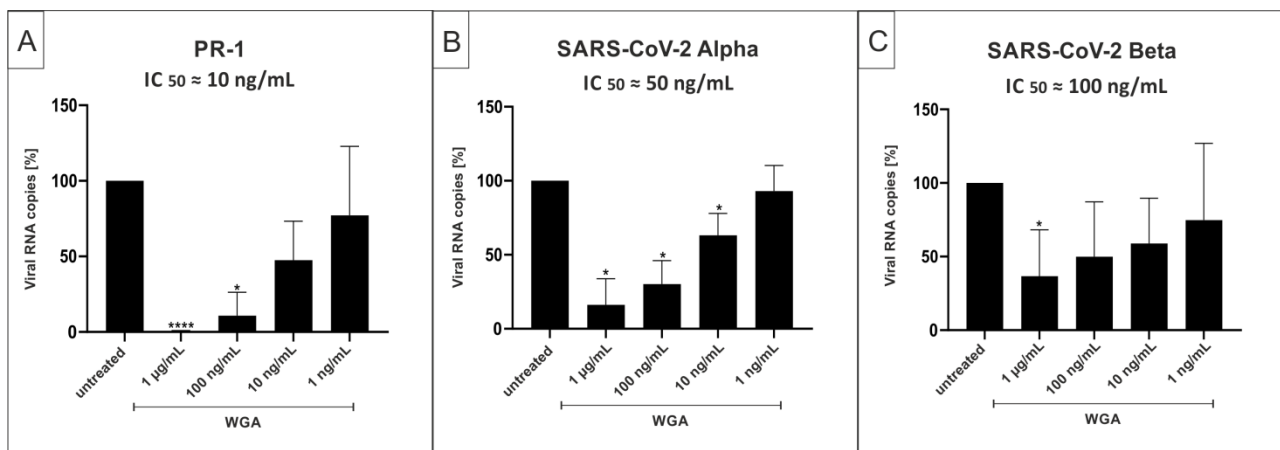 A
PR-1
IC 50 ≈ 10 ng/mL
Viral RNA copies [%]
150
100
50
0
****
*
untreated
1 µg/mL
100 ng/mL
10 ng/mL
1 ng/mL
WGA
B
SARS-CoV-2 Alpha
IC 50 ≈ 50 ng/mL
Viral RNA copies [%]
150
100
50
0
*
*
*
untreated
1 µg/mL
100 ng/mL
10 ng/mL
1 ng/mL
WGA
C
SARS-CoV-2 Beta
IC 50 ≈ 100 ng/mL
Viral RNA copies [%]
150
100
50
0
*
untreated
1 µg/mL
100 ng/mL
10 ng/mL
1 ng/mL
WGA